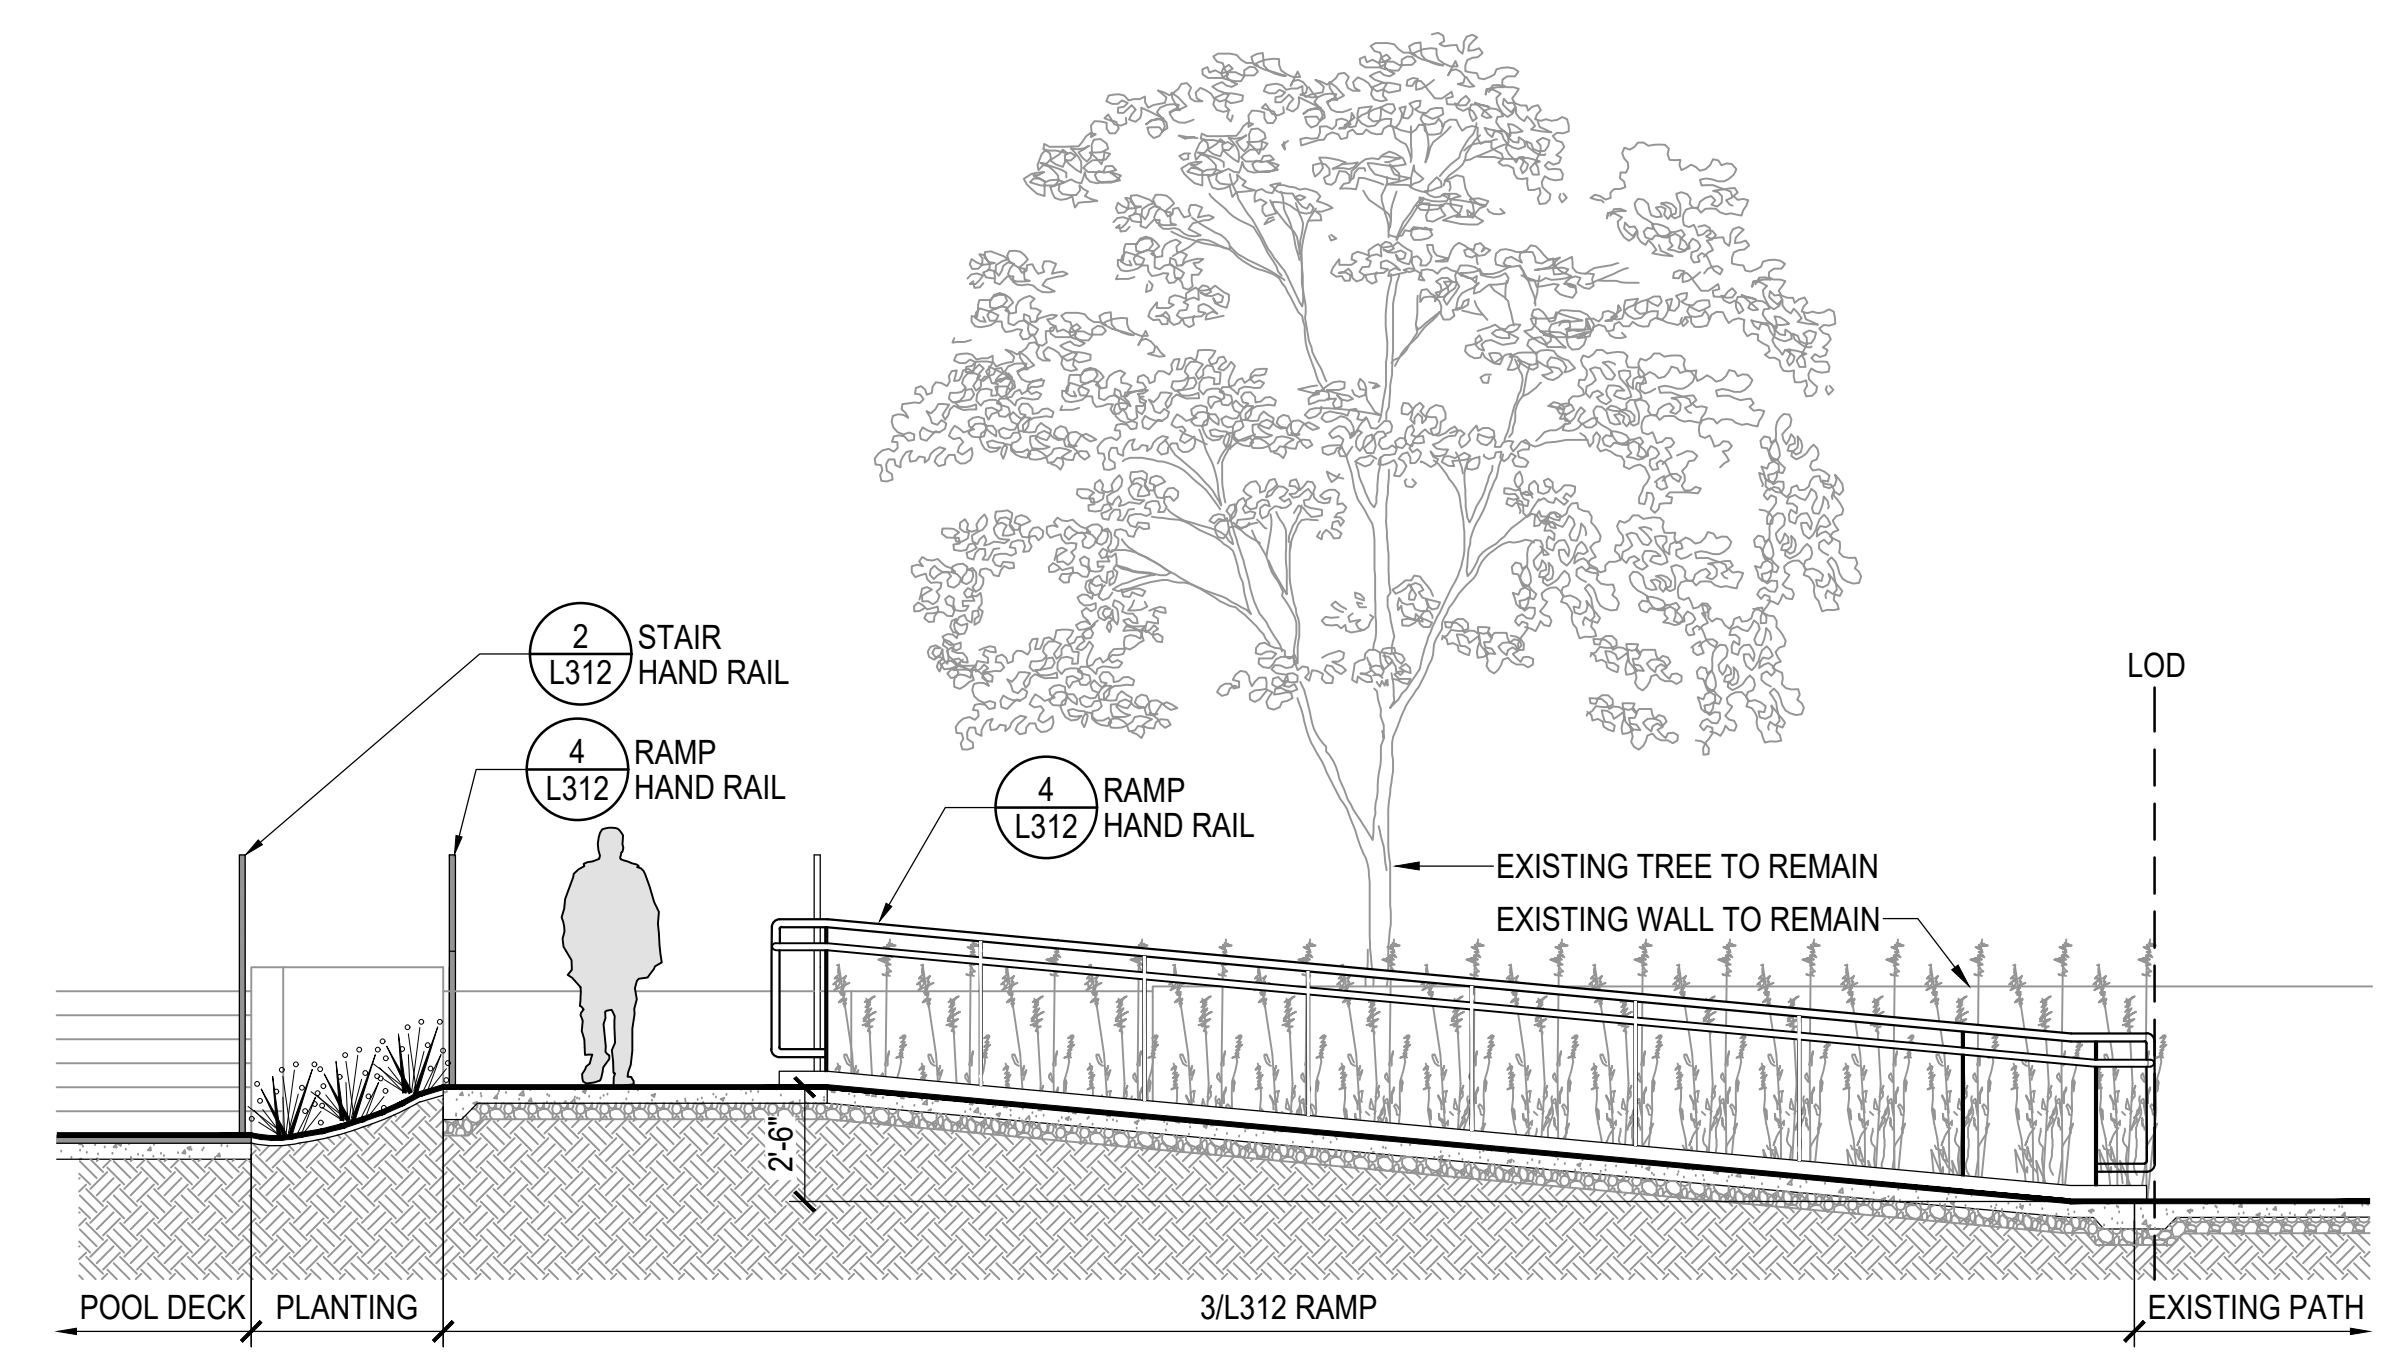 2
L312
STAIR
HAND RAIL
4
L312
RAMP
HAND RAIL
4
L312
RAMP
HAND RAIL
LOD
EXISTING TREE TO REMAIN
EXISTING WALL TO REMAIN
2'-6"
POOL DECK
PLANTING
3/L312 RAMP
EXISTING PATH